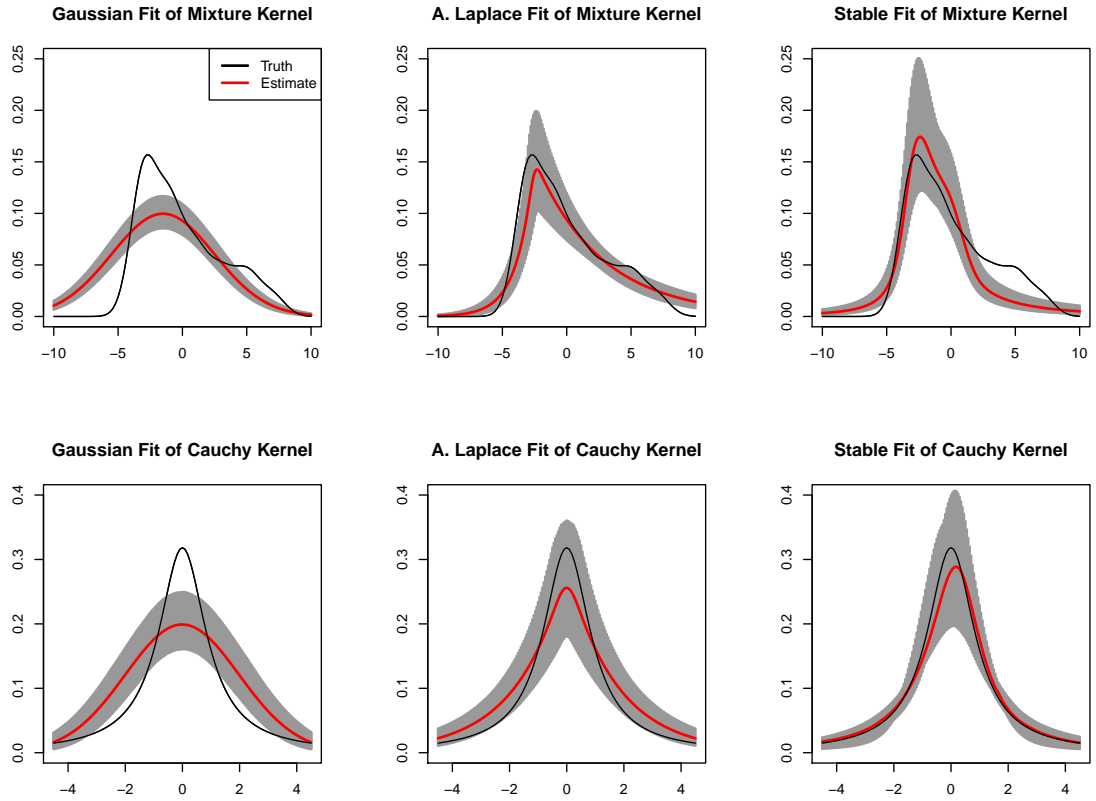 Gaussian Fit of Mixture Kernel
A. Laplace Fit of Mixture Kernel
Stable Fit of Mixture Kernel
0.25
0.20
0.15
0.10
0.05
0.00
Truth
Estimate
−10 −5 0 5 10
0.25
0.20
0.15
0.10
0.05
0.00
−10 −5 0 5 10
0.25
0.20
0.15
0.10
0.05
0.00
−10 −5 0 5 10
Gaussian Fit of Cauchy Kernel
A. Laplace Fit of Cauchy Kernel
Stable Fit of Cauchy Kernel
0.4
0.3
0.2
0.1
0.0
−4 −2 0 2 4
0.4
0.3
0.2
0.1
0.0
−4 −2 0 2 4
0.4
0.3
0.2
0.1
0.0
−4 −2 0 2 4